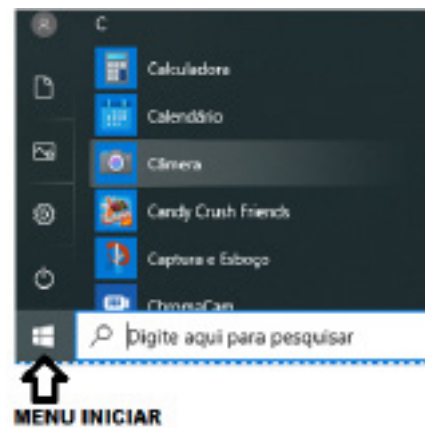 C
Calculadora
Calendário
Câmera
Candy Crush Friends
Captura e Esboço
ChromaCam
Digite aqui para pesquisar
MENU INICIAR